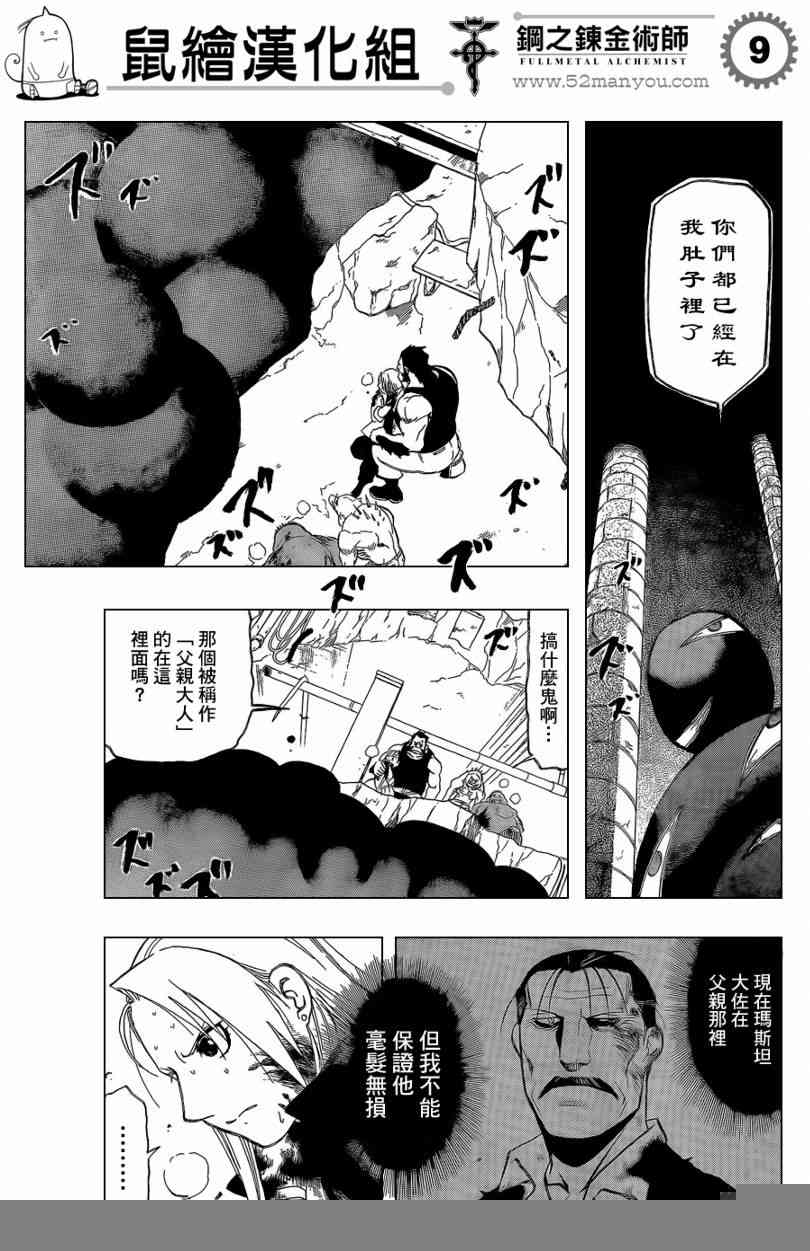 鼠繪漢化組
鋼之鍊金術師
FULLMETAL ALCHEMIST
www.52manyou.com
9
你們都已經在
我肚子裡了
ズズ
ズ
ズ
ズ
ズ
ズ
ズ
ズズ
ズ
搞什麼鬼啊…
那個被稱作
「父親大人」
的在這
裡面嗎?
ズズ
ズ
ズズ
現在瑪斯坦
大佐在
父親那裡
但我不能
保證他
毫髮無損
………